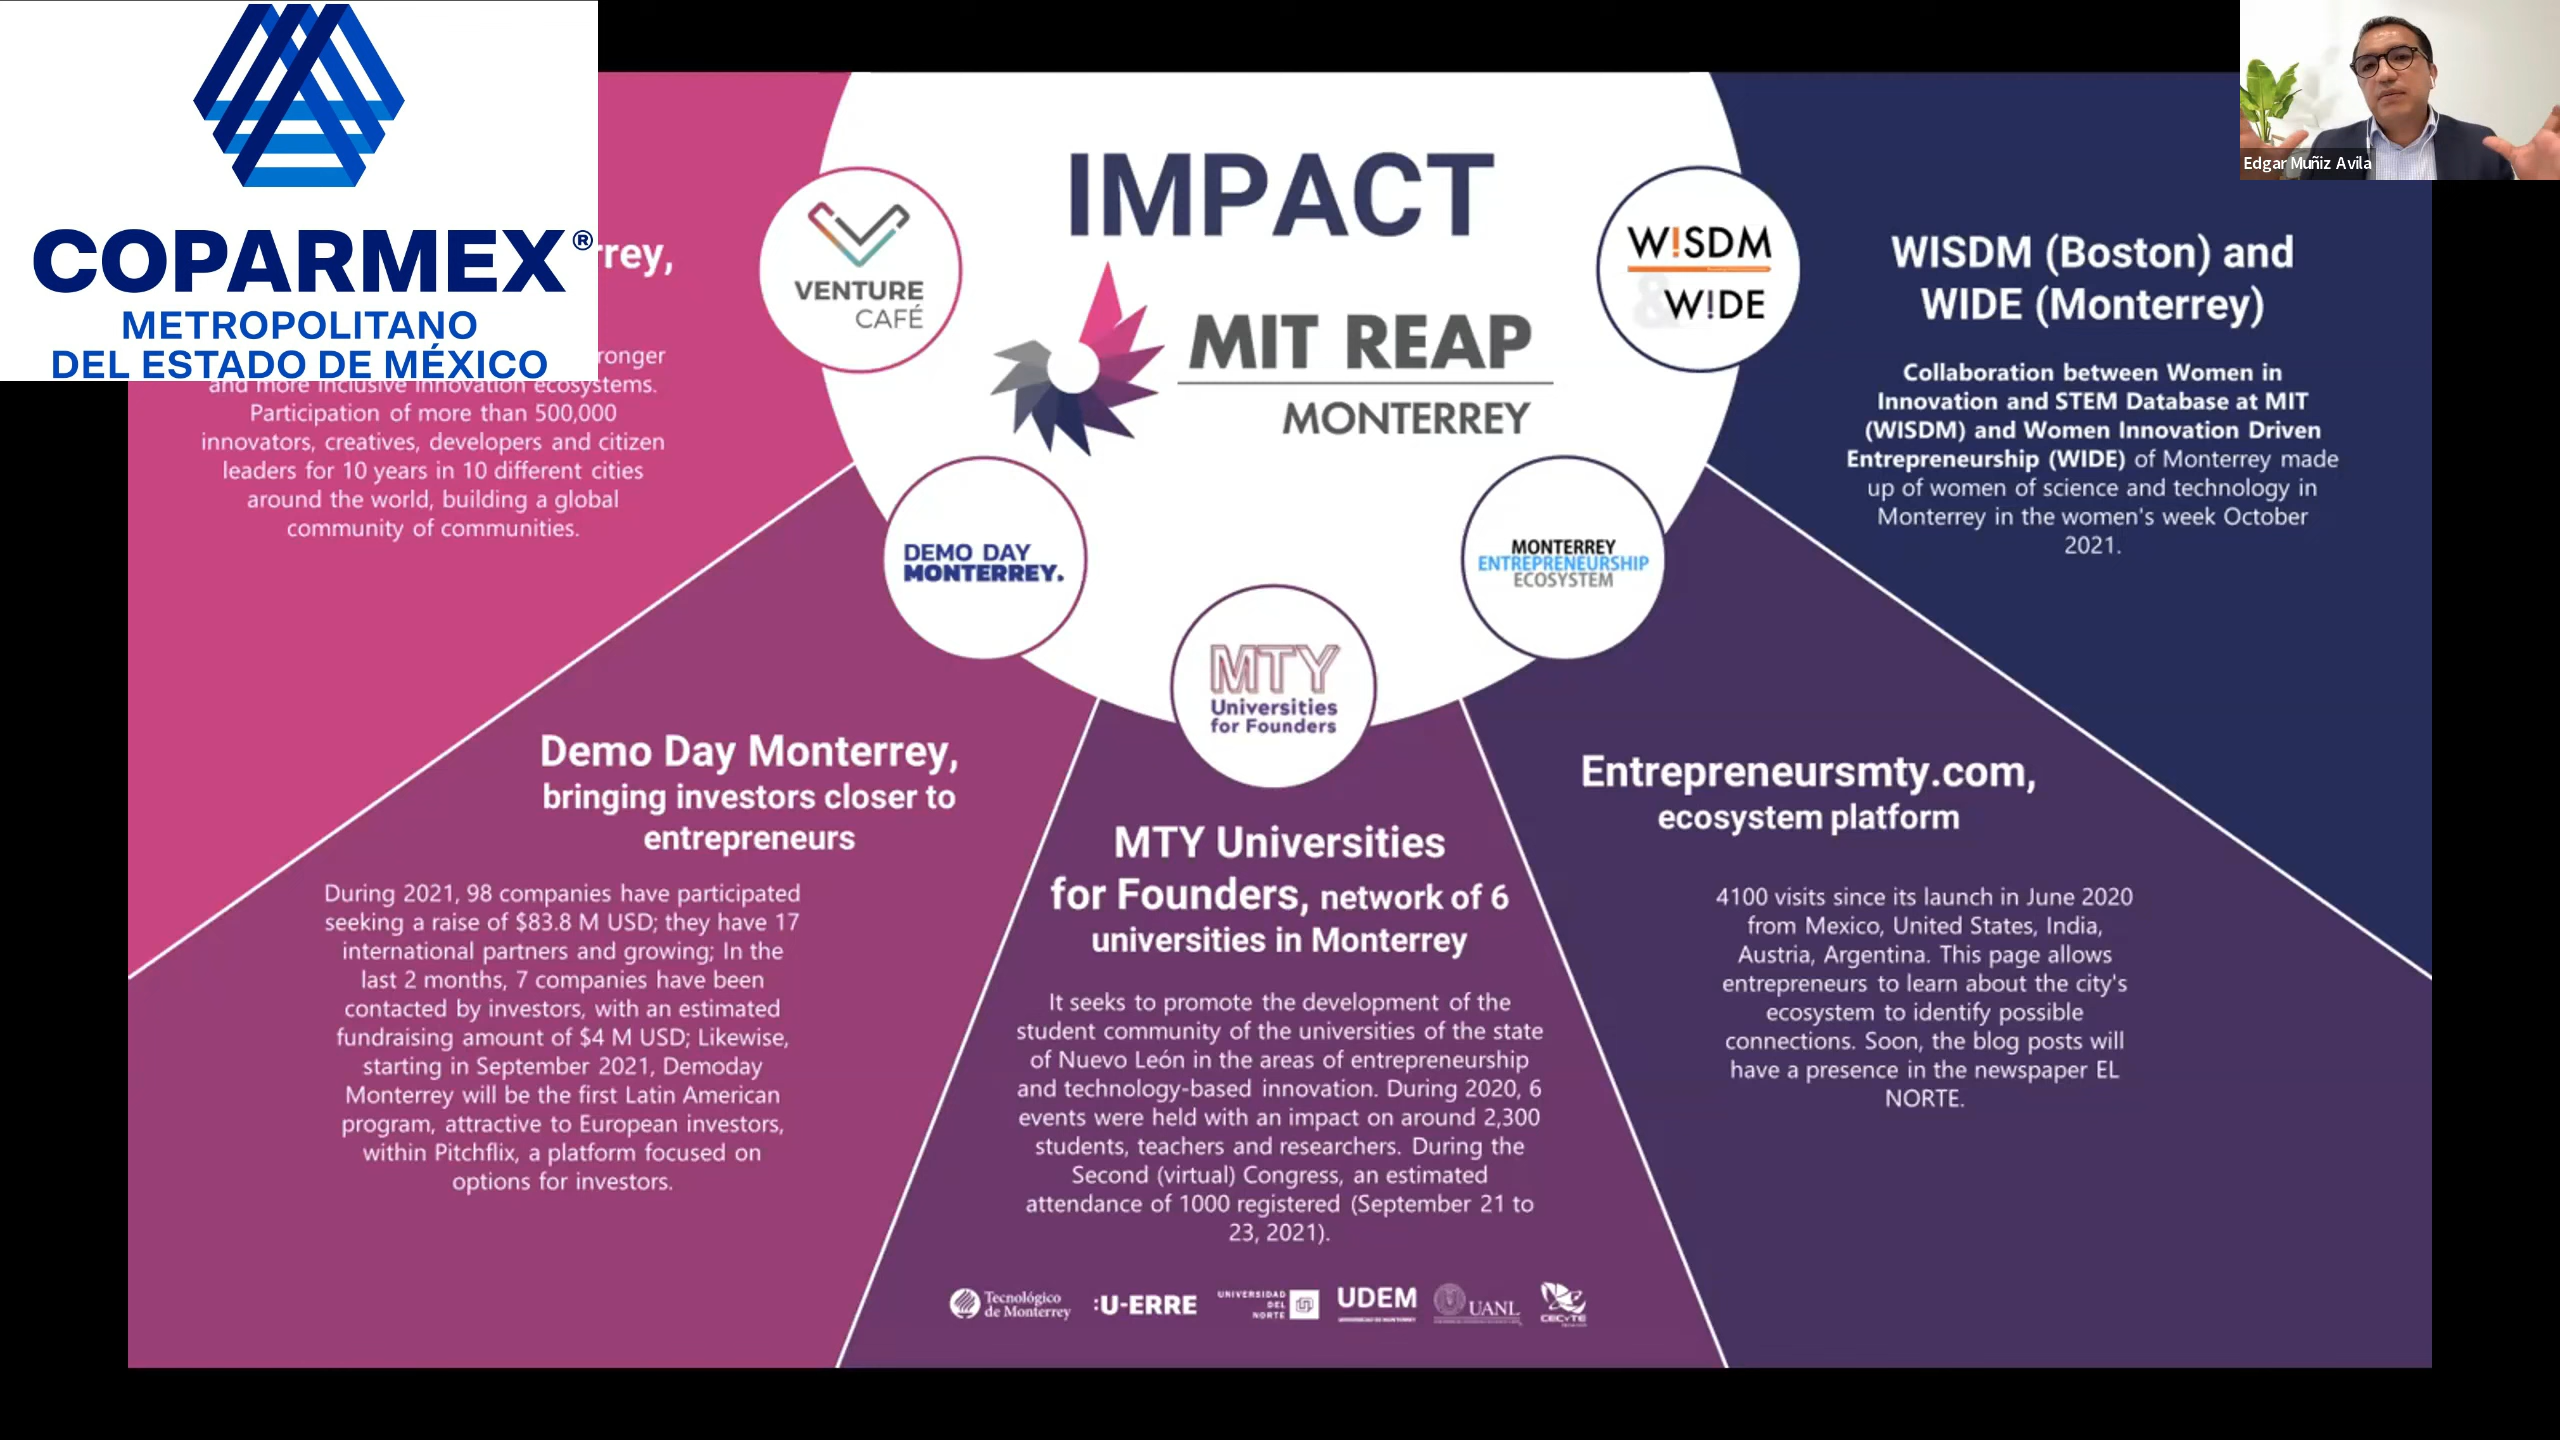 COPARMEX®
METROPOLITANO
DEL ESTADO DE MÉXICO
rrey,
ronger
and more inclusive innovation ecosystems.
Participation of more than 500,000
innovators, creatives, developers and citizen
leaders for 10 years in 10 different cities
around the world, building a global
community of communities.
VENTURE
CAFÉ
IMPACT
MIT REAP
MONTERREY
W!SDM
&
W!DE
Edgar Muñiz Avila
WISDM (Boston) and
WIDE (Monterrey)
Collaboration between Women in
Innovation and STEM Database at MIT
(WISDM) and Women Innovation Driven
Entrepreneurship (WIDE) of Monterrey made
up of women of science and technology in
Monterrey in the women's week October
2021.
DEMO DAY
MONTERREY.
Demo Day Monterrey,
bringing investors closer to
entrepreneurs
During 2021, 98 companies have participated
seeking a raise of $83.8 M USD; they have 17
international partners and growing; In the
last 2 months, 7 companies have been
contacted by investors, with an estimated
fundraising amount of $4 M USD; Likewise,
starting in September 2021, Demoday
Monterrey will be the first Latin American
program, attractive to European investors,
within Pitchflix, a platform focused on
options for investors.
MTY
Universities
for Founders
MTY Universities
for Founders, network of 6
universities in Monterrey
It seeks to promote the development of the
student community of the universities of the state
of Nuevo León in the areas of entrepreneurship
and technology-based innovation. During 2020, 6
events were held with an impact on around 2,300
students, teachers and researchers. During the
Second (virtual) Congress, an estimated
attendance of 1000 registered (September 21 to
23, 2021).
Tecnológico
de Monterrey
:U-ERRE
UNIVERSIDAD
DEL
NORTE
UDEM
UANL
CECyTE
MONTERREY
ENTREPRENEURSHIP
ECOSYSTEM
Entrepreneursmty.com,
ecosystem platform
4100 visits since its launch in June 2020
from Mexico, United States, India,
Austria, Argentina. This page allows
entrepreneurs to learn about the city's
ecosystem to identify possible
connections. Soon, the blog posts will
have a presence in the newspaper EL
NORTE.